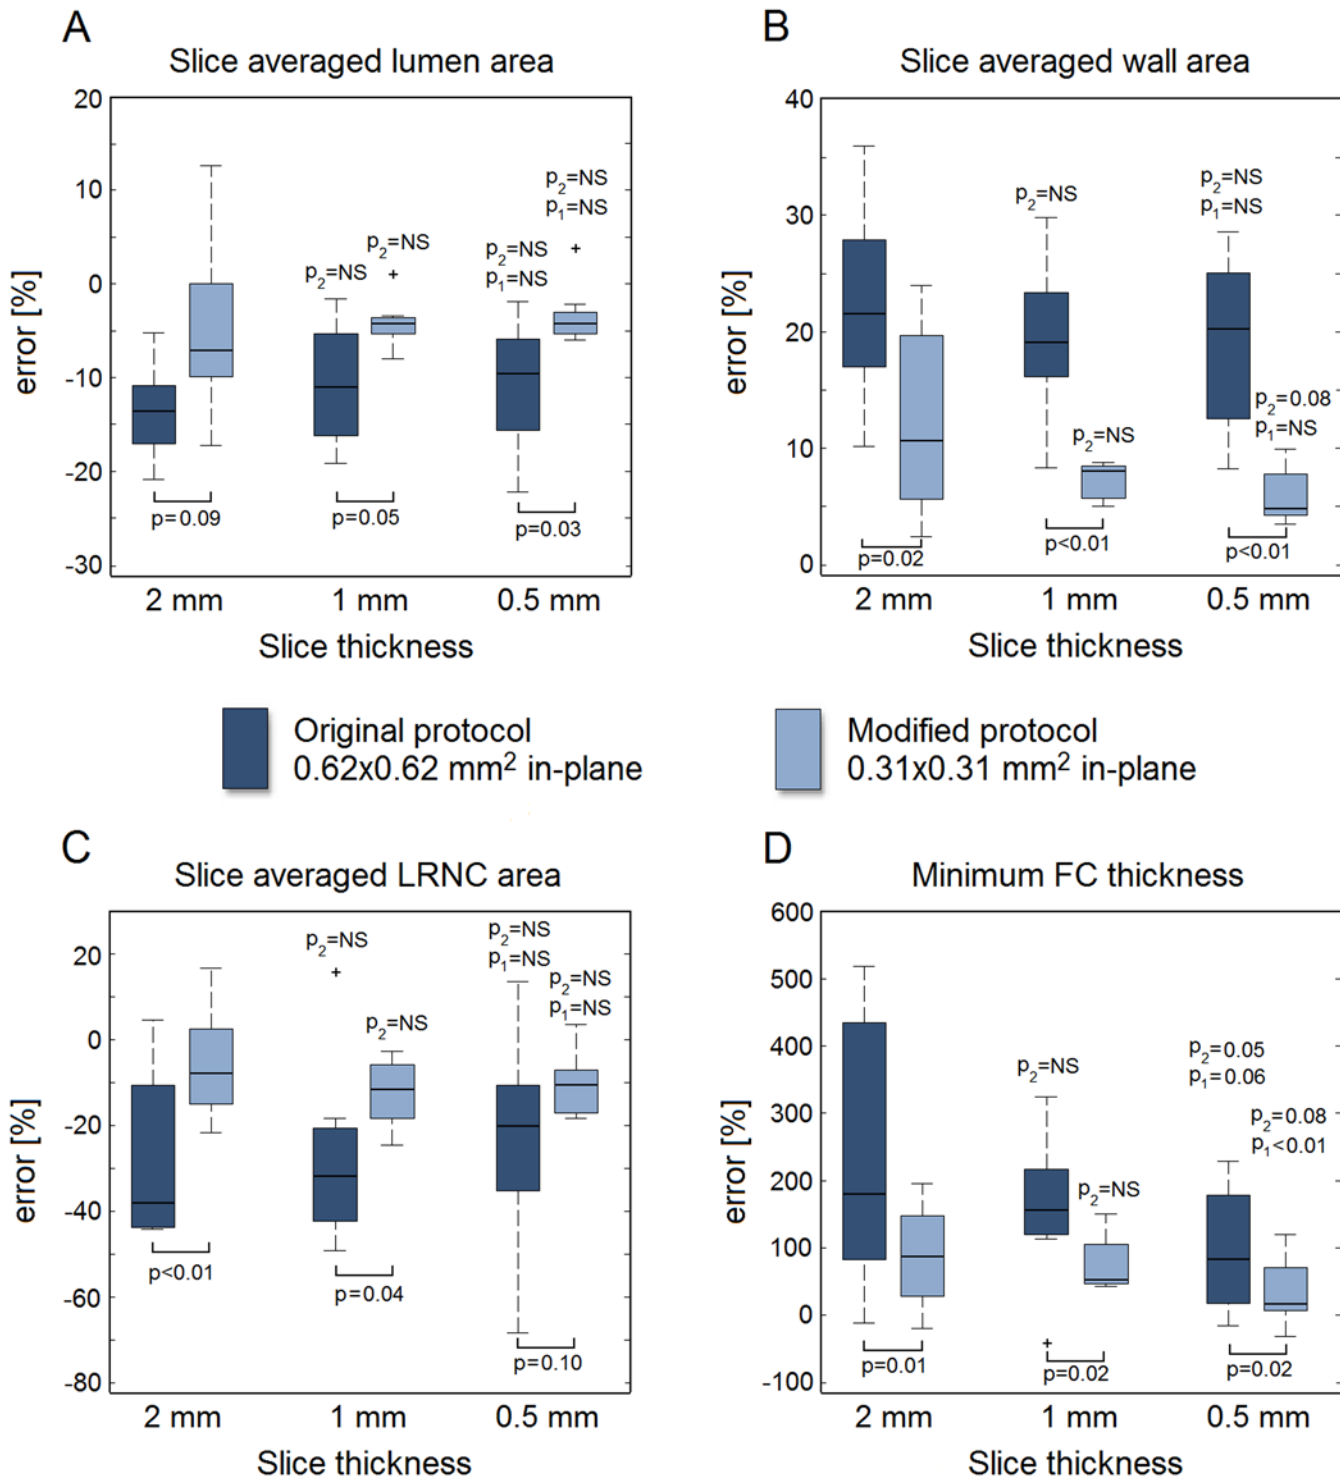 A
Slice averaged lumen area
20
10
0
-10
-20
-30
error [%]
p2=NS
p1=NS
p2=NS
p2=NS
p2=NS
p1=NS
p=0.09
p=0.05
p=0.03
2 mm
1 mm
0.5 mm
Slice thickness
B
Slice averaged wall area
40
30
20
10
0
error [%]
p2=NS
p2=NS
p1=NS
p2=NS
p2=0.08
p1=NS
p=0.02
p<0.01
p<0.01
2 mm
1 mm
0.5 mm
Slice thickness
Original protocol
0.62x0.62 mm2 in-plane
Modified protocol
0.31x0.31 mm2 in-plane
C
Slice averaged LRNC area
20
0
-20
-40
-60
-80
error [%]
p2=NS
p2=NS
p2=NS
p1=NS
p2=NS
p1=NS
p<0.01
p=0.04
p=0.10
2 mm
1 mm
0.5 mm
Slice thickness
D
Minimum FC thickness
600
500
400
300
200
100
0
-100
error [%]
p2=NS
p2=NS
p2=0.05
p1=0.06
p2=0.08
p1<0.01
p=0.01
p=0.02
p=0.02
2 mm
1 mm
0.5 mm
Slice thickness